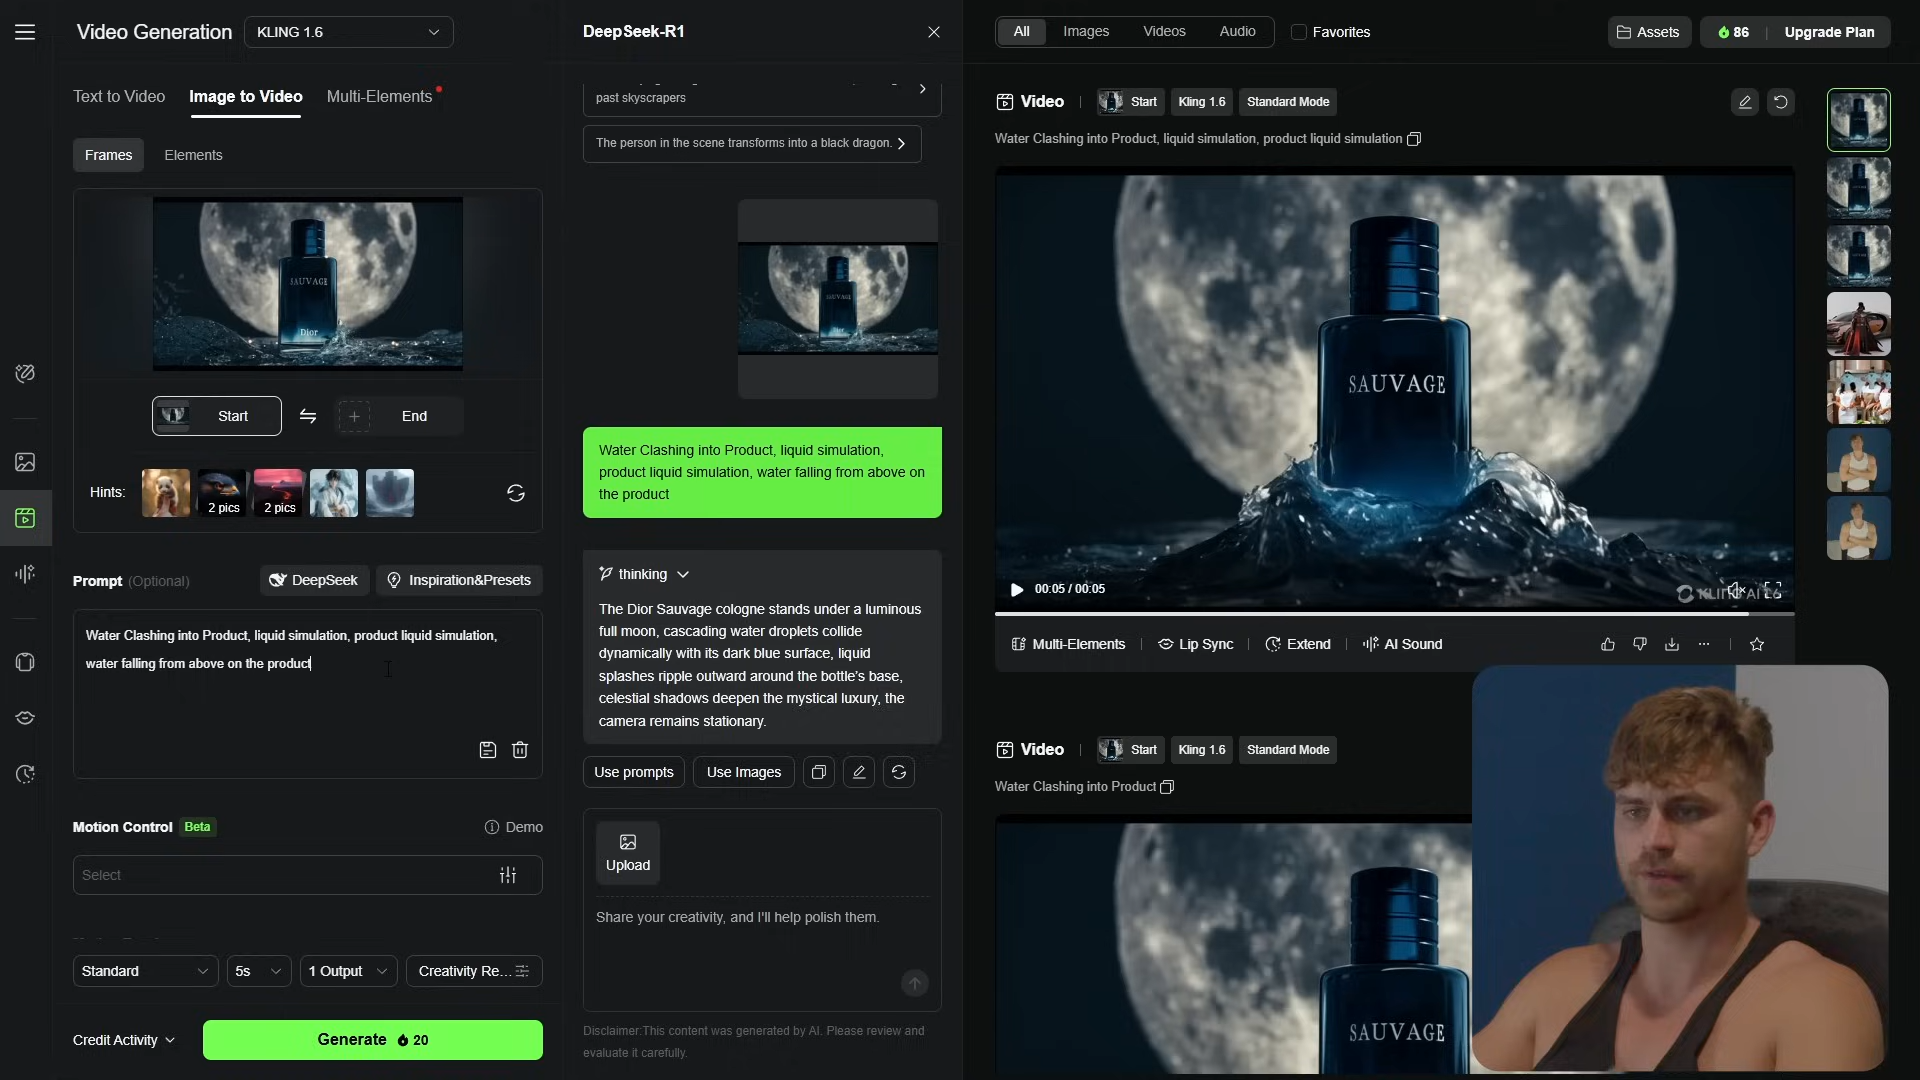 Video Generation
KLING 1.6
Text to Video
Image to Video
Multi-Elements
Frames
Elements
SAUVAGE
Dior
Start
End
Hints:
2 pics
2 pics
Prompt (Optional)
DeepSeek
Inspiration&Presets
Water Clashing into Product, liquid simulation, product liquid simulation,
water falling from above on the product
Motion Control
Beta
Demo
Select
Standard
5s
1 Output
Creativity Re...
Credit Activity
Generate
20
DeepSeek-R1
past skyscrapers
The person in the scene transforms into a black dragon.
SAUVAGE
Water Clashing into Product, liquid simulation,
product liquid simulation, water falling from above on
the product
thinking
The Dior Sauvage cologne stands under a luminous
full moon, cascading water droplets collide
dynamically with its dark blue surface, liquid
splashes ripple outward around the bottle's base,
celestial shadows deepen the mystical luxury, the
camera remains stationary.
Use prompts
Use Images
Upload
Share your creativity, and I'll help polish them.
Disclaimer:This content was generated by AI. Please review and
evaluate it carefully.
All
Images
Videos
Audio
Favorites
Assets
86
Upgrade Plan
Video
Start
Kling 1.6
Standard Mode
Water Clashing into Product, liquid simulation, product liquid simulation
SAUVAGE
00:05 / 00:05
KLING AI 1.6
Multi-Elements
Lip Sync
Extend
AI Sound
Video
Start
Kling 1.6
Standard Mode
Water Clashing into Product
SAUVAGE